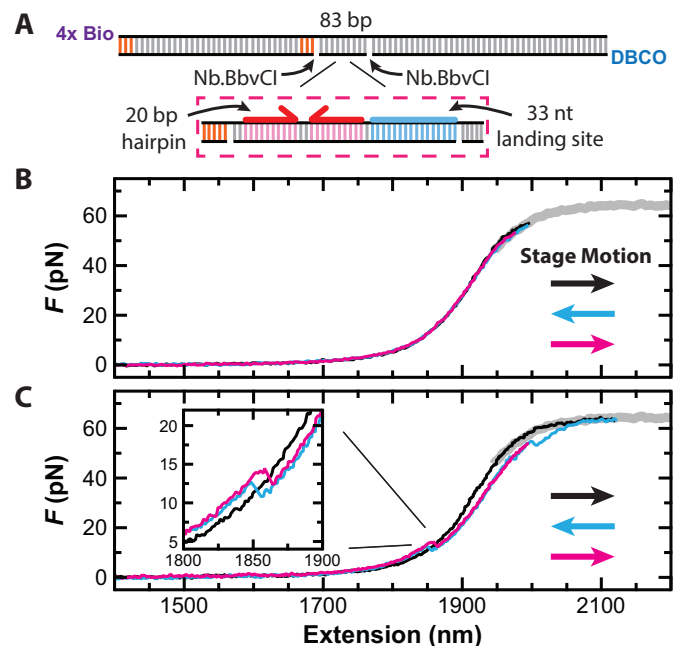 A
83 bp
4x Bio
DBCO
Nb.BbvCI
Nb.BbvCI
20 bp
hairpin
33 nt
landing site
B
60
40
20
0
F (pN)
Stage Motion
C
60
40
20
0
F (pN)
20
15
10
5
1800
1850
1900
1500
1700
1900
2100
Extension (nm)